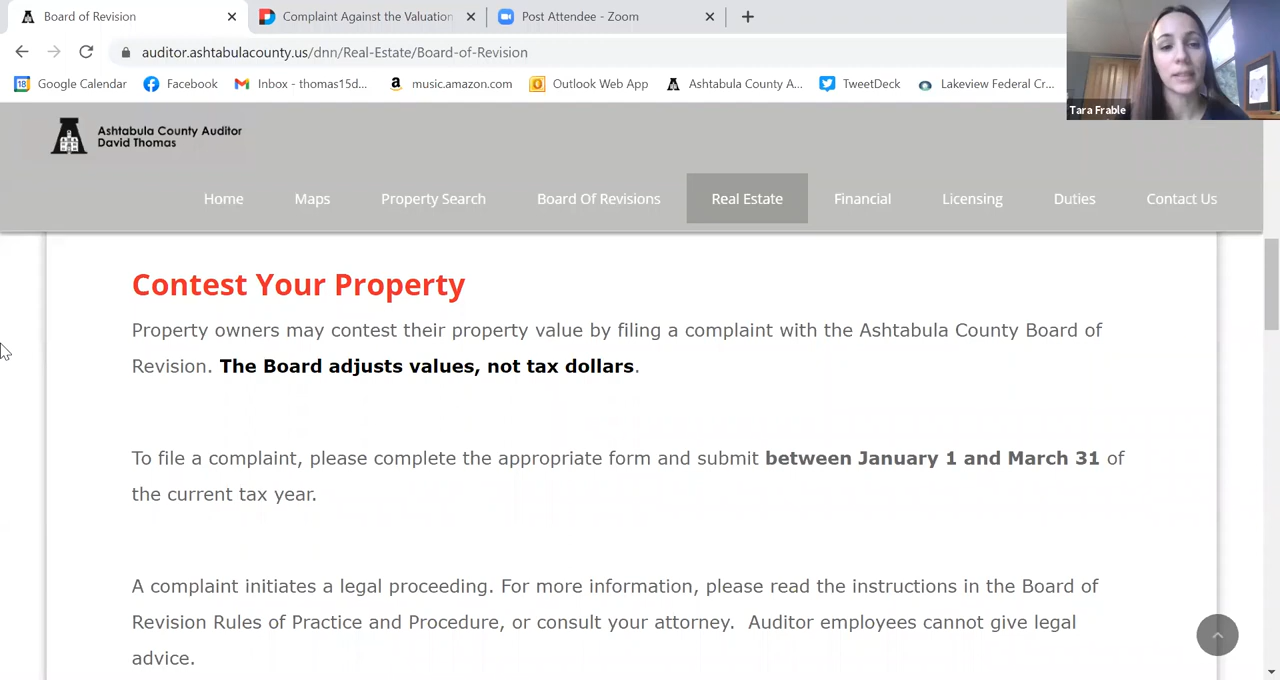 Board of Revision
Complaint Against the Valuation
Post Attendee - Zoom
auditor.ashtabulacounty.us/dnn/Real-Estate/Board-of-Revision
18 Google Calendar
Facebook
Inbox - thomas15d...
music.amazon.com
Outlook Web App
Ashtabula County A...
TweetDeck
Lakeview Federal Cr...
Tara Frable
Ashtabula County Auditor
David Thomas
Home
Maps
Property Search
Board Of Revisions
Real Estate
Financial
Licensing
Duties
Contact Us
Contest Your Property
Property owners may contest their property value by filing a complaint with the Ashtabula County Board of
Revision. The Board adjusts values, not tax dollars.
To file a complaint, please complete the appropriate form and submit between January 1 and March 31 of
the current tax year.
A complaint initiates a legal proceeding. For more information, please read the instructions in the Board of
Revision Rules of Practice and Procedure, or consult your attorney.  Auditor employees cannot give legal
advice.